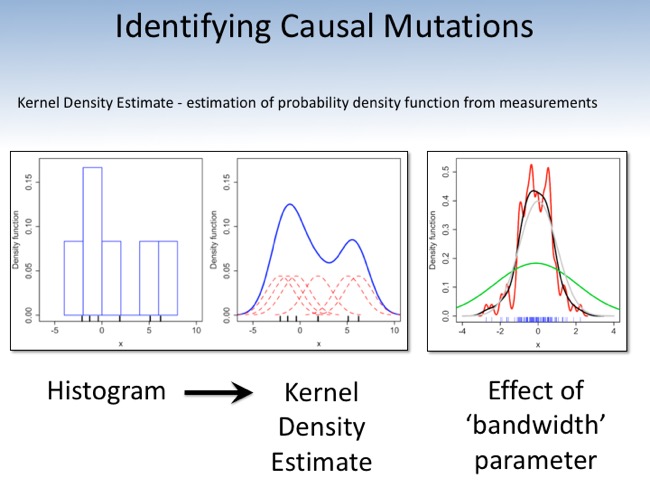 Identifying Causal Mutations
Kernel Density Estimate - estimation of probability density function from measurements
Density function
0.00
0.05
0.10
0.15
-5
0
5
10
x
Density function
0.00
0.05
0.10
0.15
-5
0
5
10
x
Density function
0.0
0.1
0.2
0.3
0.4
0.5
-4
-2
0
2
4
x
Histogram
Kernel
Density
Estimate
Effect of
‘bandwidth’
parameter